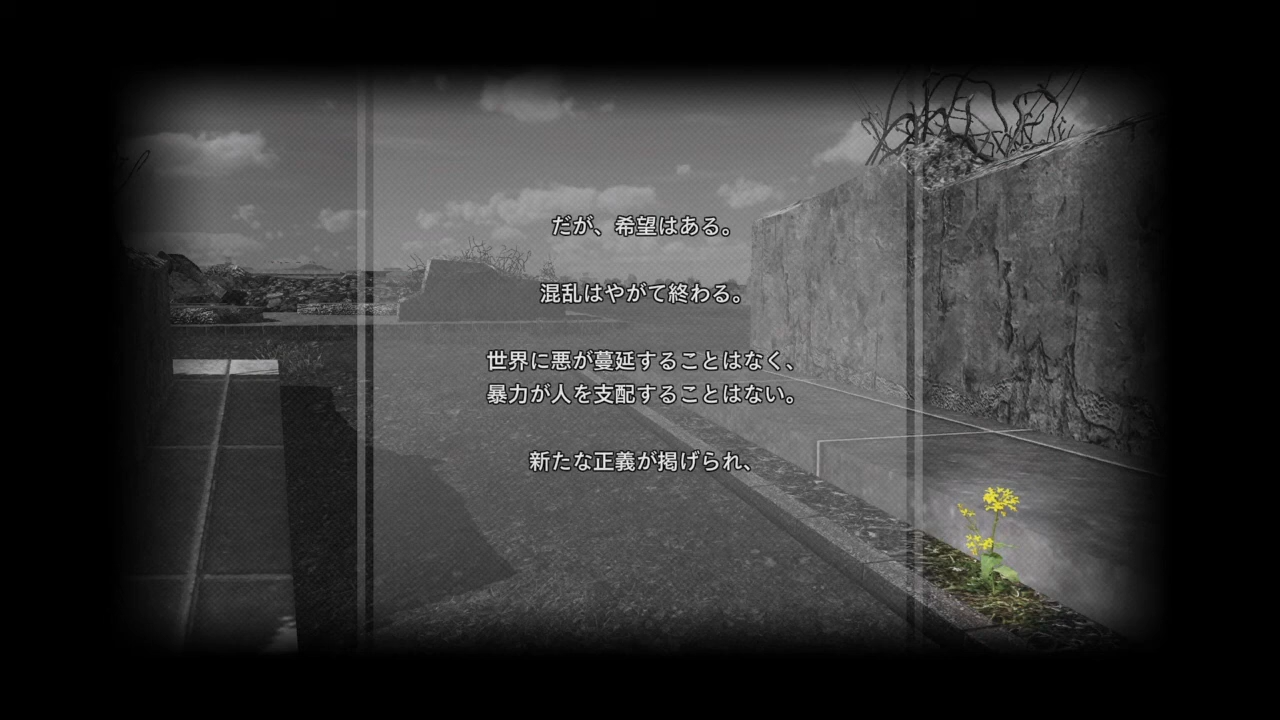 だが、希望はある。
混乱はやがて終わる。
世界に悪が蔓延することはなく、
暴力が人を支配することはない。
新たな正義が掲げられ、